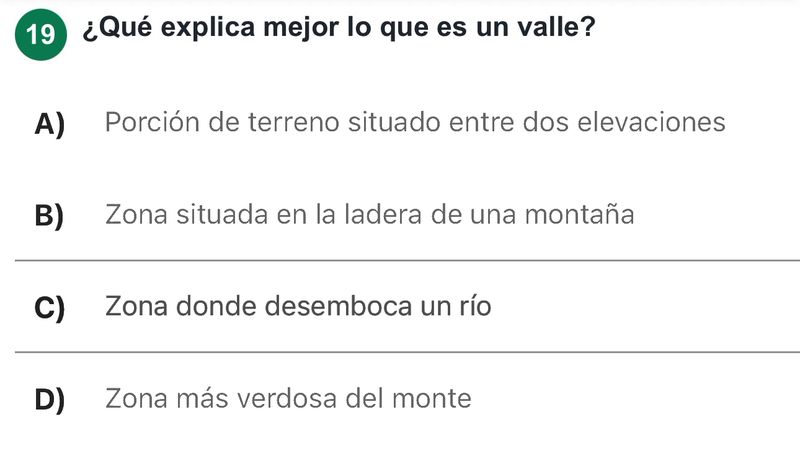 19 ¿Qué explica mejor lo que es un valle?
A) Porción de terreno situado entre dos elevaciones
B) Zona situada en la ladera de una montaña
C) Zona donde desemboca un río
D) Zona más verdosa del monte